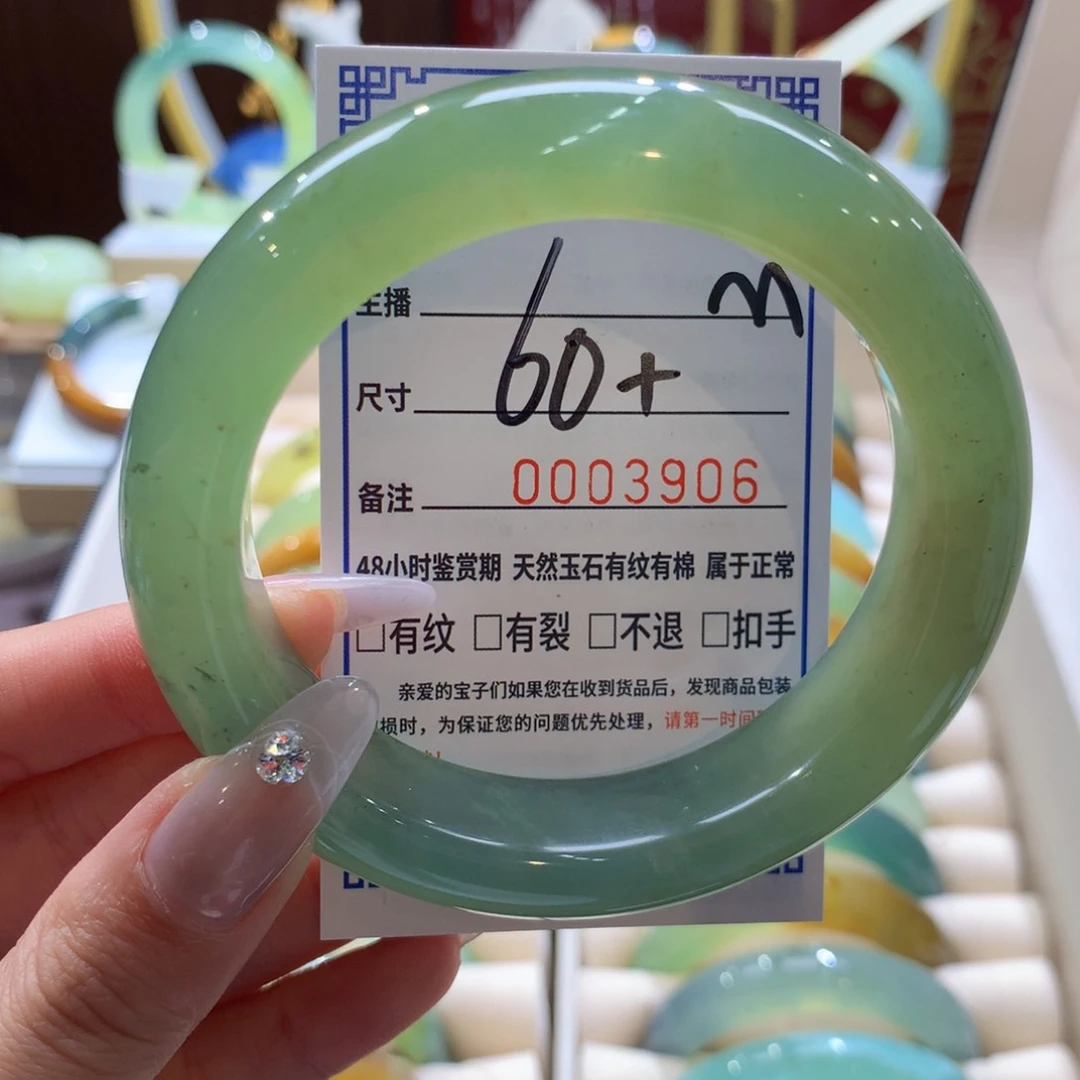 主播 m
尺寸 60+
备注 0003906
48小时鉴赏期 天然玉石有纹有棉 属于正常
□有纹 □有裂 □不退 □扣手
亲爱的宝子们如果您在收到货品后，发现商品包装
损时，为保证您的问题优先处理，请第一时间